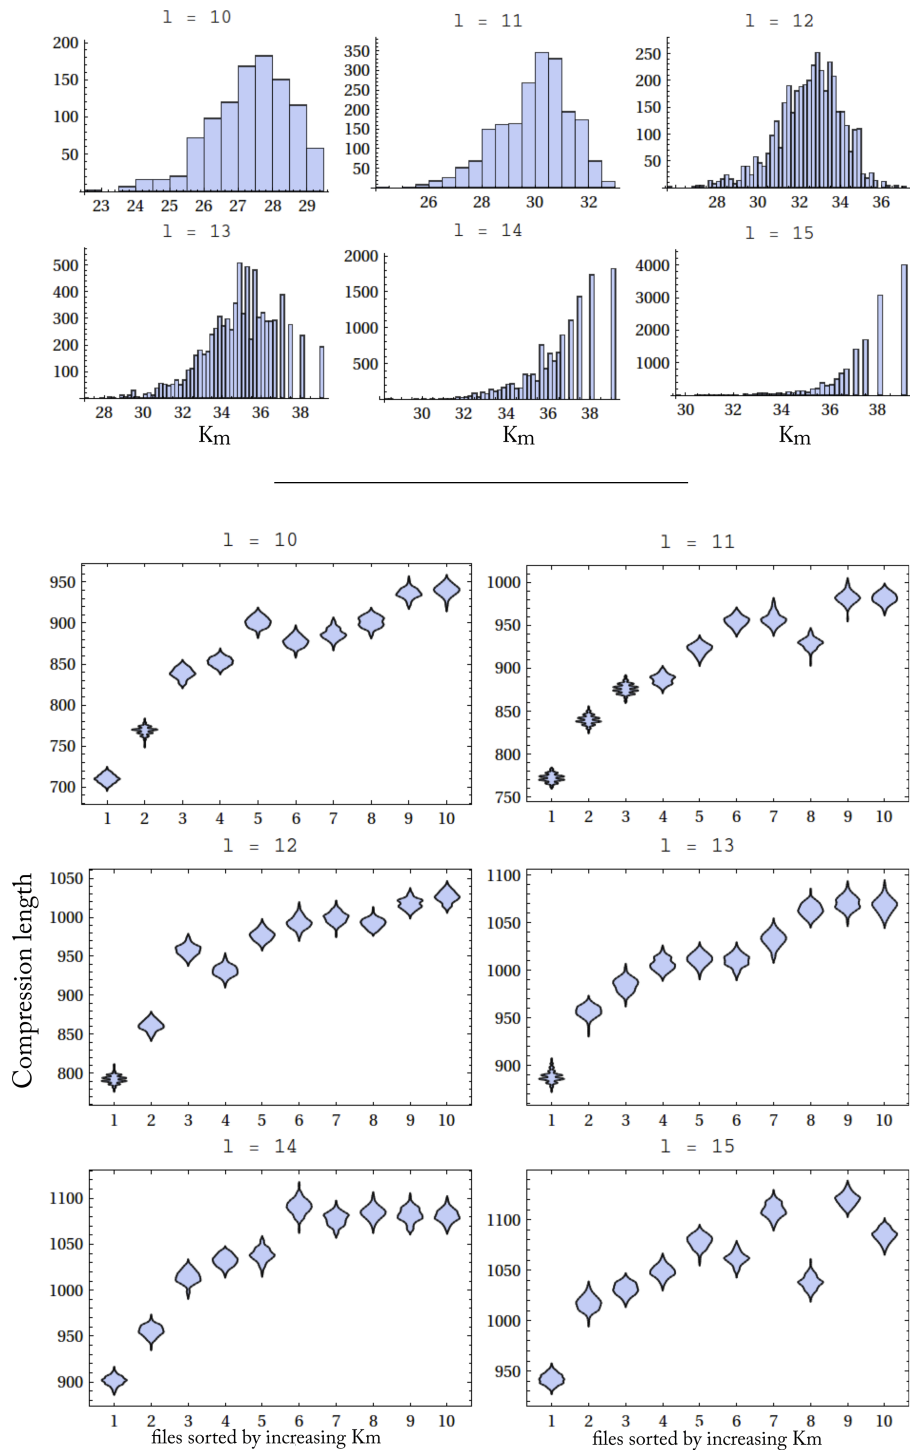 l = 10
l = 11
l = 12
200
150
100
50
23 24 25 26 27 28 29
350
300
250
200
150
100
50
26 28 30 32
250
200
150
100
50
28 30 32 34 36
l = 13
l = 14
l = 15
500
400
300
200
100
28 30 32 34 36 38
Km
2000
1500
1000
500
30 32 34 36 38
Km
4000
3000
2000
1000
30 32 34 36 38
Km
l = 10
l = 11
950
900
850
800
750
700
1 2 3 4 5 6 7 8 9 10
1000
950
900
850
800
750
1 2 3 4 5 6 7 8 9 10
Compression length
l = 12
l = 13
1050
1000
950
900
850
800
1 2 3 4 5 6 7 8 9 10
1100
1050
1000
950
900
1 2 3 4 5 6 7 8 9 10
l = 14
l = 15
1100
1050
1000
950
900
1 2 3 4 5 6 7 8 9 10
files sorted by increasing Km
1100
1050
1000
950
1 2 3 4 5 6 7 8 9 10
files sorted by increasing Km